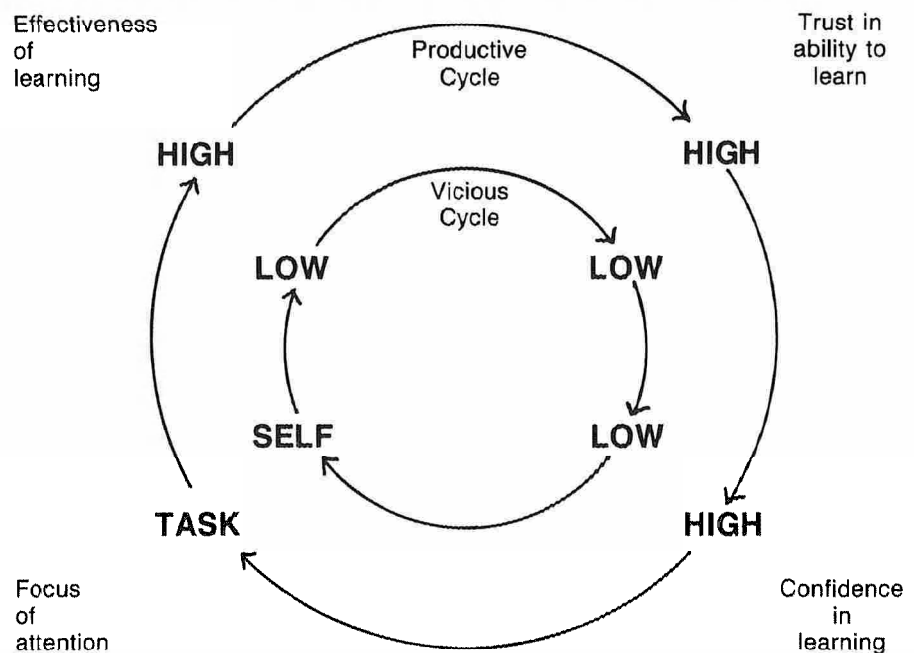 Effectiveness
of
learning
Productive
Cycle
Trust in
ability to
learn
HIGH
HIGH
Vicious
Cycle
LOW
LOW
SELF
LOW
TASK
HIGH
Focus
of
attention
Confidence
in
learning